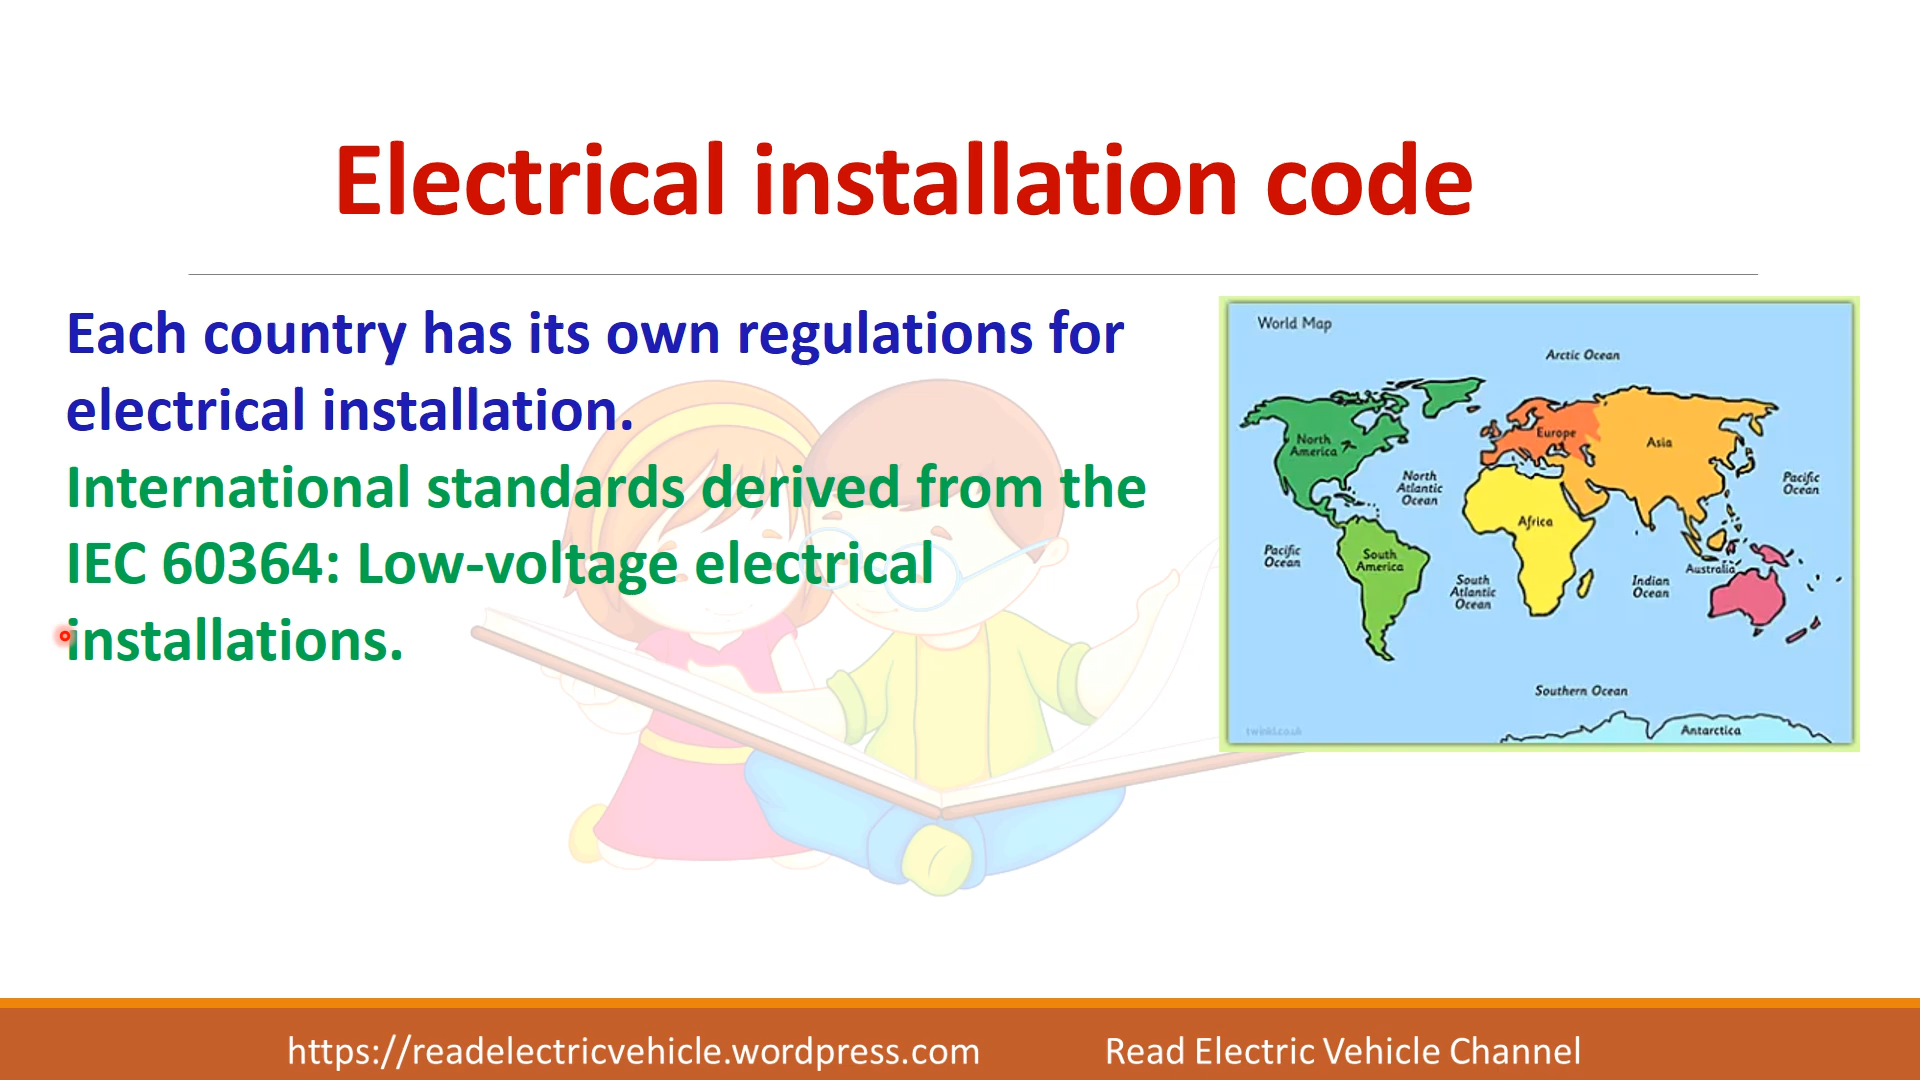 Electrical installation code
Each country has its own regulations for
electrical installation.
International standards derived from the
IEC 60364: Low-voltage electrical
installations.
World Map
Arctic Ocean
North
America
Europe
Asia
North
Atlantic
Ocean
Pacific
Ocean
Africa
Pacific
Ocean
South
America
Australia
South
Atlantic
Ocean
Indian
Ocean
Southern Ocean
Antarctica
twinkl.co.uk
https://readelectricvehicle.wordpress.com
Read Electric Vehicle Channel